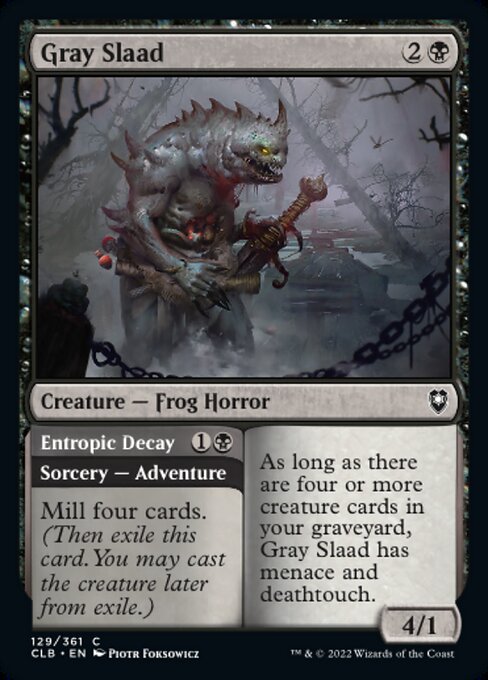 Gray Slaad 2
Creature — Frog Horror
Entropic Decay 1
Sorcery — Adventure
Mill four cards.
(Then exile this
card. You may cast
the creature later
from exile.)
As long as there
are four or more
creature cards in
your graveyard,
Gray Slaad has
menace and
deathtouch.
4/1
129/361 C
CLB • EN Piotr Foksowicz
™ & © 2022 Wizards of the Coast